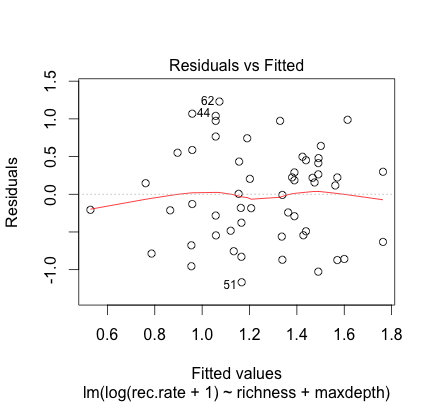 Residuals vs Fitted
Residuals
1.5
1.0
0.5
0.0
-1.0
62
44
51
0.6 0.8 1.0 1.2 1.4 1.6 1.8
Fitted values
lm(log(rec.rate + 1) ~ richness + maxdepth)